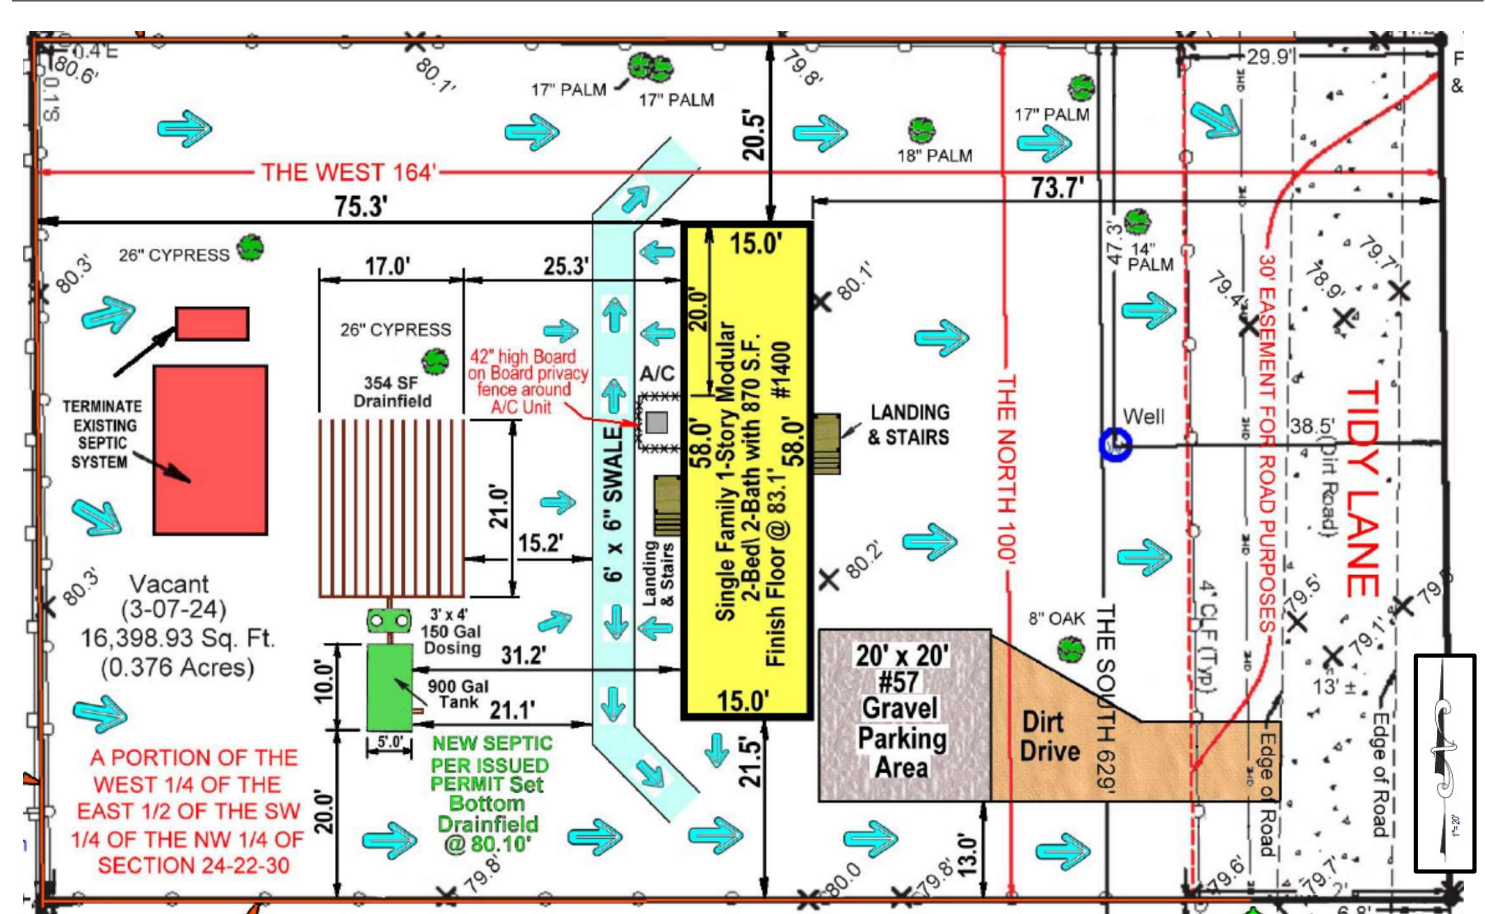 0.4'E
80.6'
0.1'S
80.1'
17" PALM
17" PALM
79.8'
20.5'
17" PALM
18" PALM
29.9'
F
&
THE WEST 164'
75.3'
73.7'
26" CYPRESS
80.3'
17.0'
25.3'
15.0'
20.0'
80.1'
47.3'
14"
PALM
79.4'
78.9'
79.7'
26" CYPRESS
354 SF
Drainfield
42" high Board
on Board privacy
fence around
A/C Unit
A/C
TERMINATE
EXISTING
SEPTIC
SYSTEM
6' x 6" SWALE
Single Family 1-Story Modular
2-Bed\ 2-Bath with 870 S.F.
Finish Floor @ 83.1'
#1400
58.0'
58.0'
LANDING
& STAIRS
THE NORTH 100'
Well
38.5'
(Dirt Road)
30' EASEMENT FOR ROAD PURPOSES
TIDY LANE
21.0'
15.2'
Landing
& Stairs
80.2'
80.3'
Vacant
(3-07-24)
16,398.93 Sq. Ft.
(0.376 Acres)
3' x 4'
150 Gal
Dosing
31.2'
10.0'
900 Gal
Tank
21.1'
5.0'
15.0'
8" OAK
THE SOUTH 629'
4' CLF (Typ)
79.5'
79.1'
13' ±
20' x 20'
#57
Gravel
Parking
Area
Dirt
Drive
Edge of Road
Edge of Road
1"=20'
A PORTION OF THE
WEST 1/4 OF THE
EAST 1/2 OF THE SW
1/4 OF THE NW 1/4 OF
SECTION 24-22-30
20.0'
NEW SEPTIC
PER ISSUED
PERMIT Set
Bottom
Drainfield
@ 80.10'
21.5'
13.0'
79.8'
80.0
79.8'
79.6'
79.7'